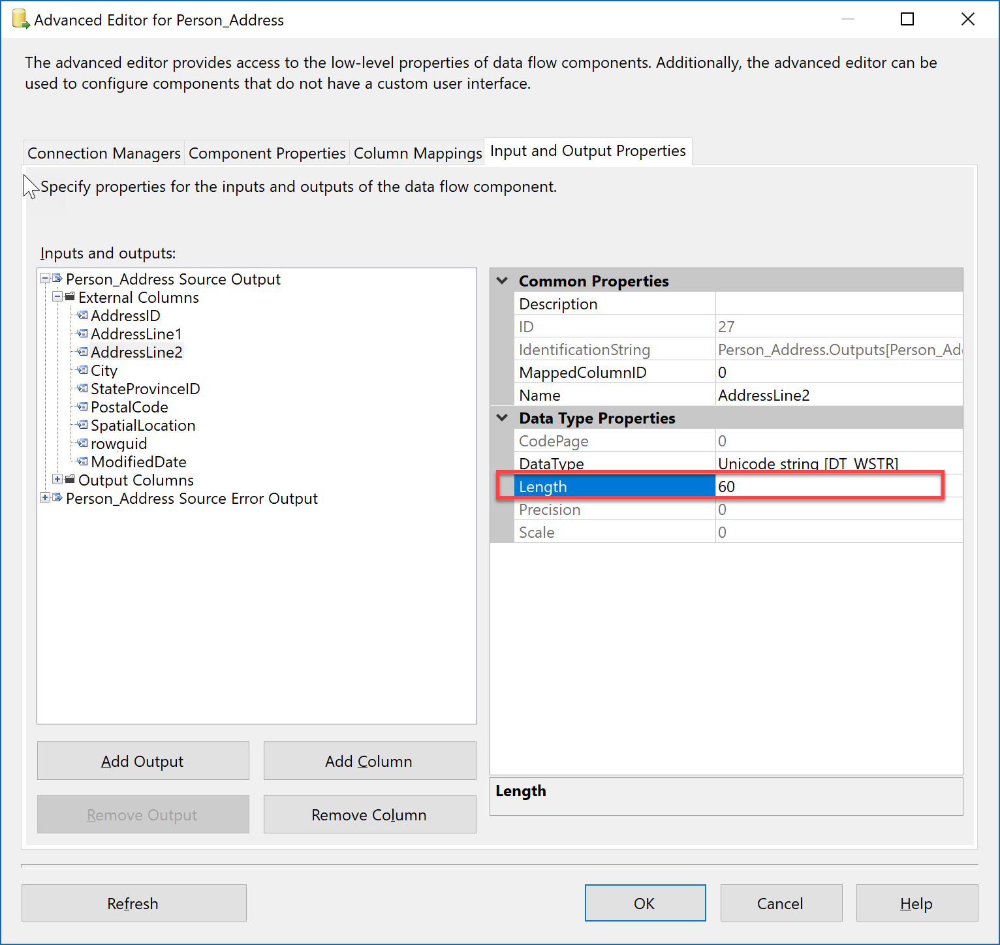 Advanced Editor for Person_Address
The advanced editor provides access to the low-level properties of data flow components. Additionally, the advanced editor can be
used to configure components that do not have a custom user interface.
Connection Managers Component Properties Column Mappings Input and Output Properties
Specify properties for the inputs and outputs of the data flow component.
Inputs and outputs:
Person_Address Source Output
External Columns
AddressID
AddressLine1
AddressLine2
City
StateProvinceID
PostalCode
SpatialLocation
rowguid
ModifiedDate
Output Columns
Person_Address Source Error Output
Common Properties
Description
ID 27
IdentificationString Person_Address.Outputs[Person_Ad
MappedColumnID 0
Name AddressLine2
Data Type Properties
CodePage 0
DataType Unicode string [DT_WSTR]
Length 60
Precision 0
Scale 0
Length
Add Output Add Column
Remove Output Remove Column
Refresh OK Cancel Help